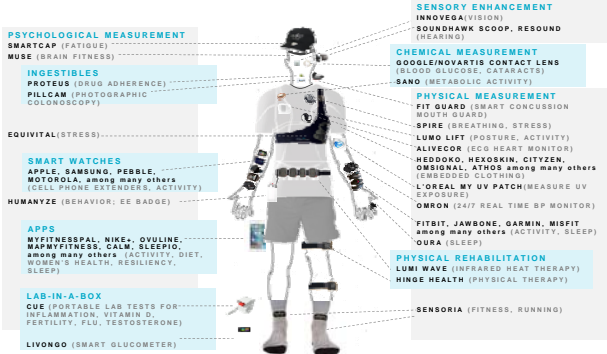 PSYCHOLOGICAL MEASUREMENT
SMARTCAP (FATIGUE)
MUSE (BRAIN FITNESS)
INGESTIBLES
PROTEUS (DRUG ADHERENCE)
PILLCAM (PHOTOGRAPHIC
COLONOSCOPY)
EQUIVITAL(STRESS)
SMART WATCHES
APPLE, SAMSUNG, PEBBLE,
MOTOROLA, among many others
(CELL PHONE EXTENDERS, ACTIVITY)
HUMANYZE (BEHAVIOR; EE BADGE)
APPS
MYFITNESSPAL, NIKE+, OVULINE,
MAPMYFITNESS, CALM, SLEEPIO,
among many others (ACTIVITY, DIET,
WOMEN'S HEALTH, RESILIENCY,
SLEEP)
LAB-IN-A-BOX
CUE (PORTABLE LAB TESTS FOR
INFLAMMATION, VITAMIN D,
FERTILITY, FLU, TESTOSTERONE)
LIVONGO (SMART GLUCOMETER)
SENSORY ENHANCEMENT
INNOVEGA(VISION)
SOUNDHAWK SCOOP, RESOUND
(HEARING)
CHEMICAL MEASUREMENT
GOOGLE/NOVARTIS CONTACT LENS
(BLOOD GLUCOSE, CATARACTS)
SANO (METABOLIC ACTIVITY)
PHYSICAL MEASUREMENT
FIT GUARD (SMART CONCUSSION
MOUTH GUARD)
SPIRE (BREATHING, STRESS)
LUMO LIFT (POSTURE, ACTIVITY)
ALIVECOR (ECG HEART MONITOR)
HEDDOKO, HEXOSKIN, CITYZEN,
OMSIGNAL, ATHOS among many others
(EMBEDDED CLOTHING)
L'OREAL MY UV PATCH(MEASURE UV
EXPOSURE)
OMRON (24/7 REAL TIME BP MONITOR)
FITBIT, JAWBONE, GARMIN, MISFIT
among many others (ACTIVITY, SLEEP)
OURA (SLEEP)
PHYSICAL REHABILITATION
LUMI WAVE (INFRARED HEAT THERAPY)
HINGE HEALTH (PHYSICAL THERAPY)
SENSORIA (FITNESS, RUNNING)